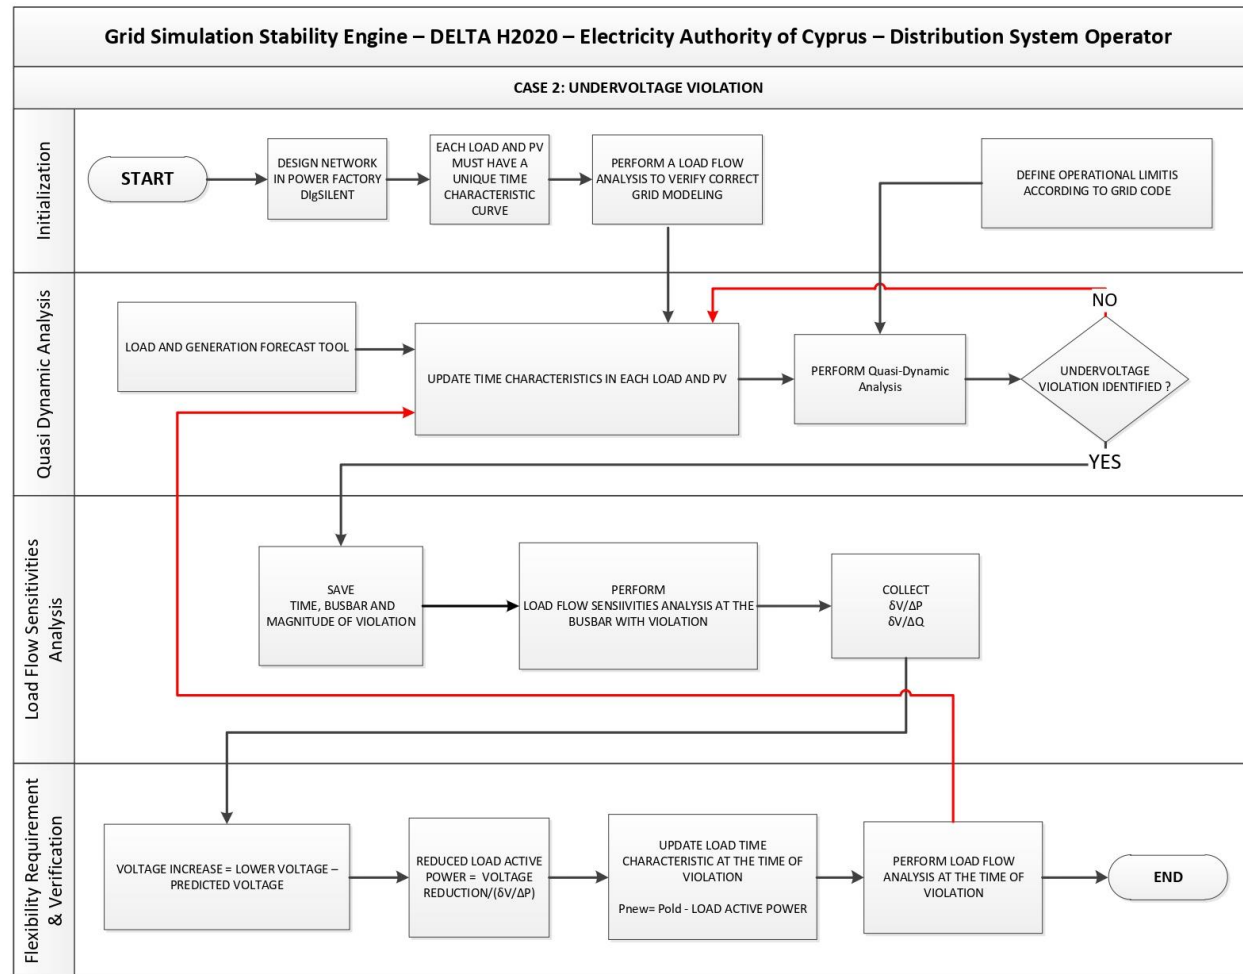 Grid Simulation Stability Engine – DELTA H2020 – Electricity Authority of Cyprus – Distribution System Operator
CASE 2: UNDERVOLTAGE VIOLATION
Initialization
START
DESIGN NETWORK
IN POWER FACTORY
DIgSILENT
EACH LOAD AND PV
MUST HAVE A
UNIQUE TIME
CHARACTERISTIC
CURVE
PERFORM A LOAD FLOW
ANALYSIS TO VERIFY CORRECT
GRID MODELING
DEFINE OPERATIONAL LIMITIS
ACCORDING TO GRID CODE
Quasi Dynamic Analysis
LOAD AND GENERATION FORECAST TOOL
UPDATE TIME CHARACTERISTICS IN EACH LOAD AND PV
PERFORM Quasi-Dynamic
Analysis
NO
UNDERVOLTAGE
VIOLATION IDENTIFIED ?
YES
Load Flow Sensitivities
Analysis
SAVE
TIME, BUSBAR AND
MAGNITUDE OF VIOLATION
PERFORM
LOAD FLOW SENSIIVITIES ANALYSIS AT THE
BUSBAR WITH VIOLATION
COLLECT
δV/ΔP
δV/ΔQ
Flexibility Requirement
& Verification
VOLTAGE INCREASE = LOWER VOLTAGE –
PREDICTED VOLTAGE
REDUCED LOAD ACTIVE
POWER = VOLTAGE
REDUCTION/(δV/ΔP)
UPDATE LOAD TIME
CHARACTERISTIC AT THE TIME OF
VIOLATION
Pnew= Pold - LOAD ACTIVE POWER
PERFORM LOAD FLOW
ANALYSIS AT THE TIME OF
VIOLATION
END